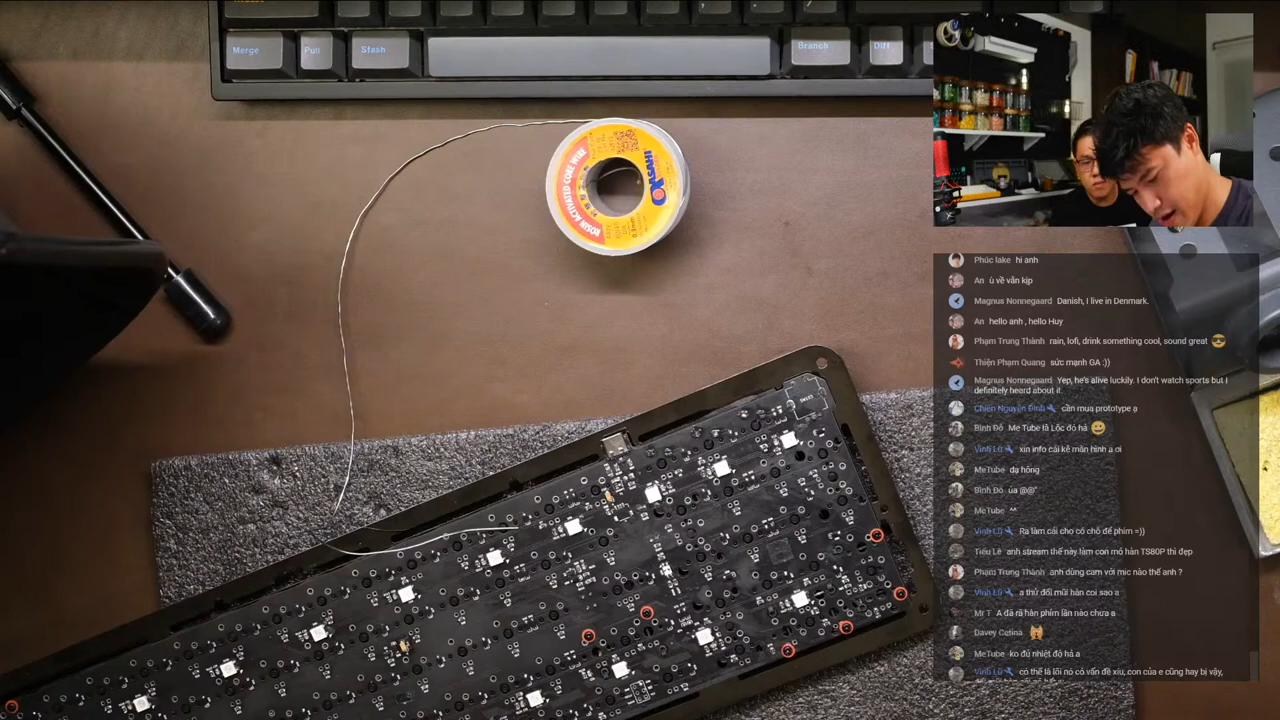 Merge
Pull
Stash
Branch
Diff
ASAHI
ROSIN ACTIVATED CORE WIRE
Phúc lake hi anh
An ù về vẫn kịp
Magnus Nonnegaard Danish, I live in Denmark.
An hello anh , hello Huy
Phạm Trung Thành rain, lofi, drink something cool, sound great 😎
Thiện Phạm Quang sức mạnh GA :))
Magnus Nonnegaard Yep, he's alive luckily. I don't watch sports but I
definitely heard about it.
Chiến Nguyễn Đình cần mua prototype ạ
Bình Đỗ Me Tube là Lộc đó hả 😀
Vinh Lữ xin info cái kê màn hình a ơi
MeTube dạ hông
Bình Đỗ ủa @@"
MeTube ^^
Vinh Lữ Ra làm cái cho có chỗ để phím =))
Tiếu Lê anh stream thế này làm con mỏ hàn TS80P thì đẹp
Phạm Trung Thành anh dùng cam với mic nào thế anh ?
Vinh Lữ a thử đổi mũi hàn coi sao a
Mr T A đã rã hàn phím lần nào chưa a
Davey Cetina
MeTube ko đủ nhiệt độ hả a
Vinh Lữ có thể là lõi nó có vấn đề xíu, con của e cũng hay bị vậy,